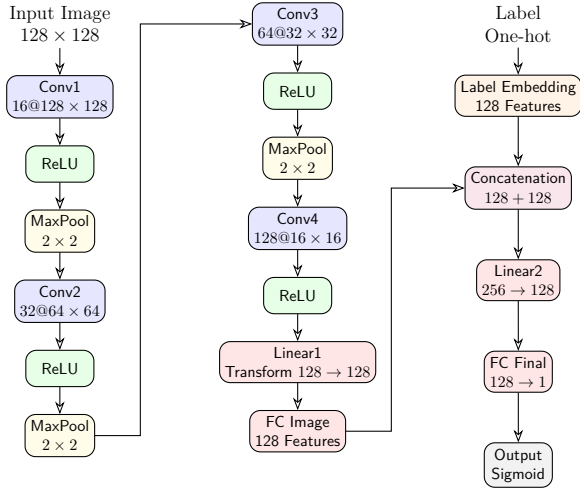 Input Image
128 × 128
Conv1
16@128 × 128
ReLU
MaxPool
2 × 2
Conv2
32@64 × 64
ReLU
MaxPool
2 × 2
Conv3
64@32 × 32
ReLU
MaxPool
2 × 2
Conv4
128@16 × 16
ReLU
Linear1
Transform 128 → 128
FC Image
128 Features
Label
One-hot
Label Embedding
128 Features
Concatenation
128 + 128
Linear2
256 → 128
FC Final
128 → 1
Output
Sigmoid